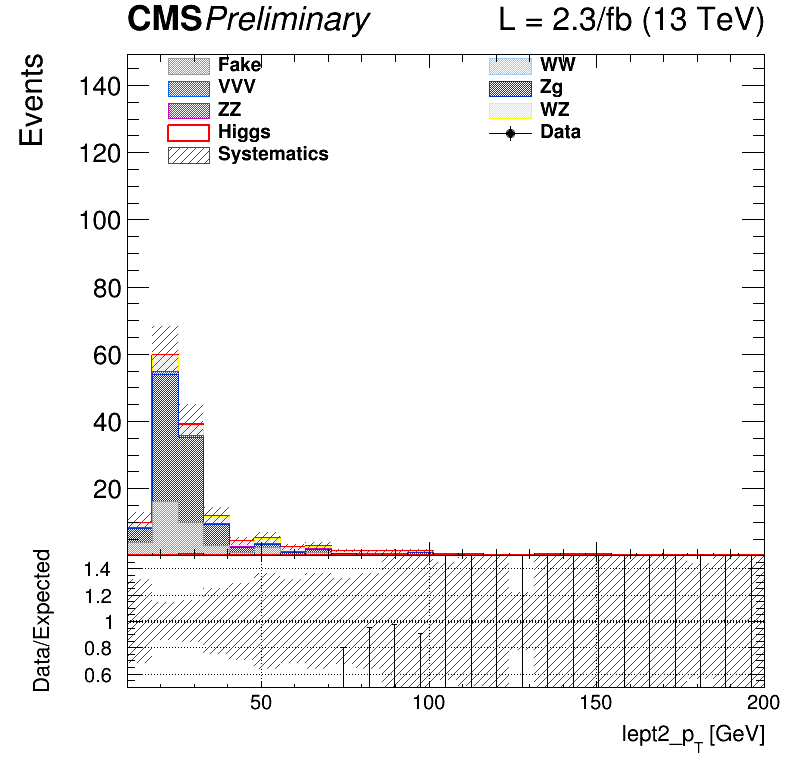 CMS Preliminary L = 2.3/fb (13 TeV)
Events
140
120
100
80
60
40
20
Fake WW
VVV Zg
ZZ WZ
Higgs Data
Systematics
Data/Expected
1.4
1.2
1
0.8
0.6
50 100 150 200
lept2_pT [GeV]